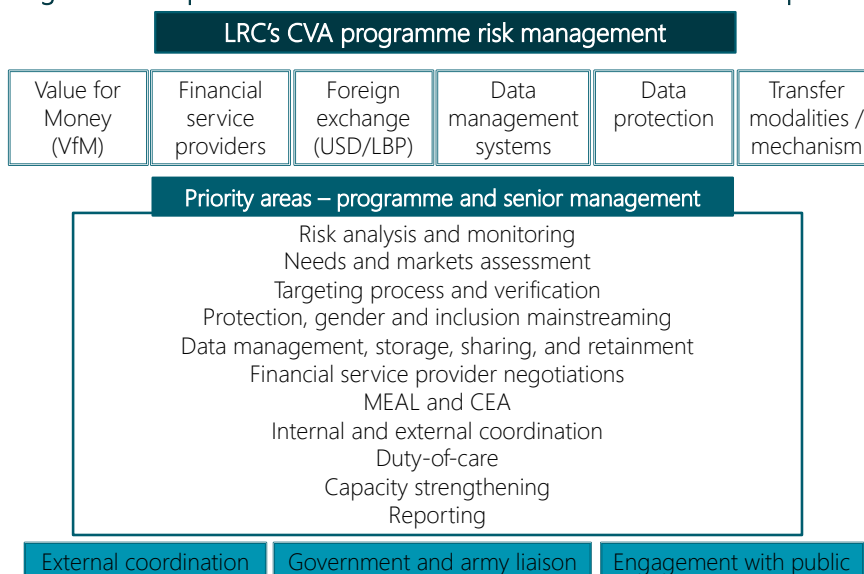 LRC's CVA programme risk management
Value for
Money
(VfM)
Financial
service
providers
Foreign
exchange
(USD/LBP)
Data
management
systems
Data
protection
Transfer
modalities /
mechanism
Priority areas – programme and senior management
Risk analysis and monitoring
Needs and markets assessment
Targeting process and verification
Protection, gender and inclusion mainstreaming
Data management, storage, sharing, and retainment
Financial service provider negotiations
MEAL and CEA
Internal and external coordination
Duty-of-care
Capacity strengthening
Reporting
External coordination
Government and army liaison
Engagement with public